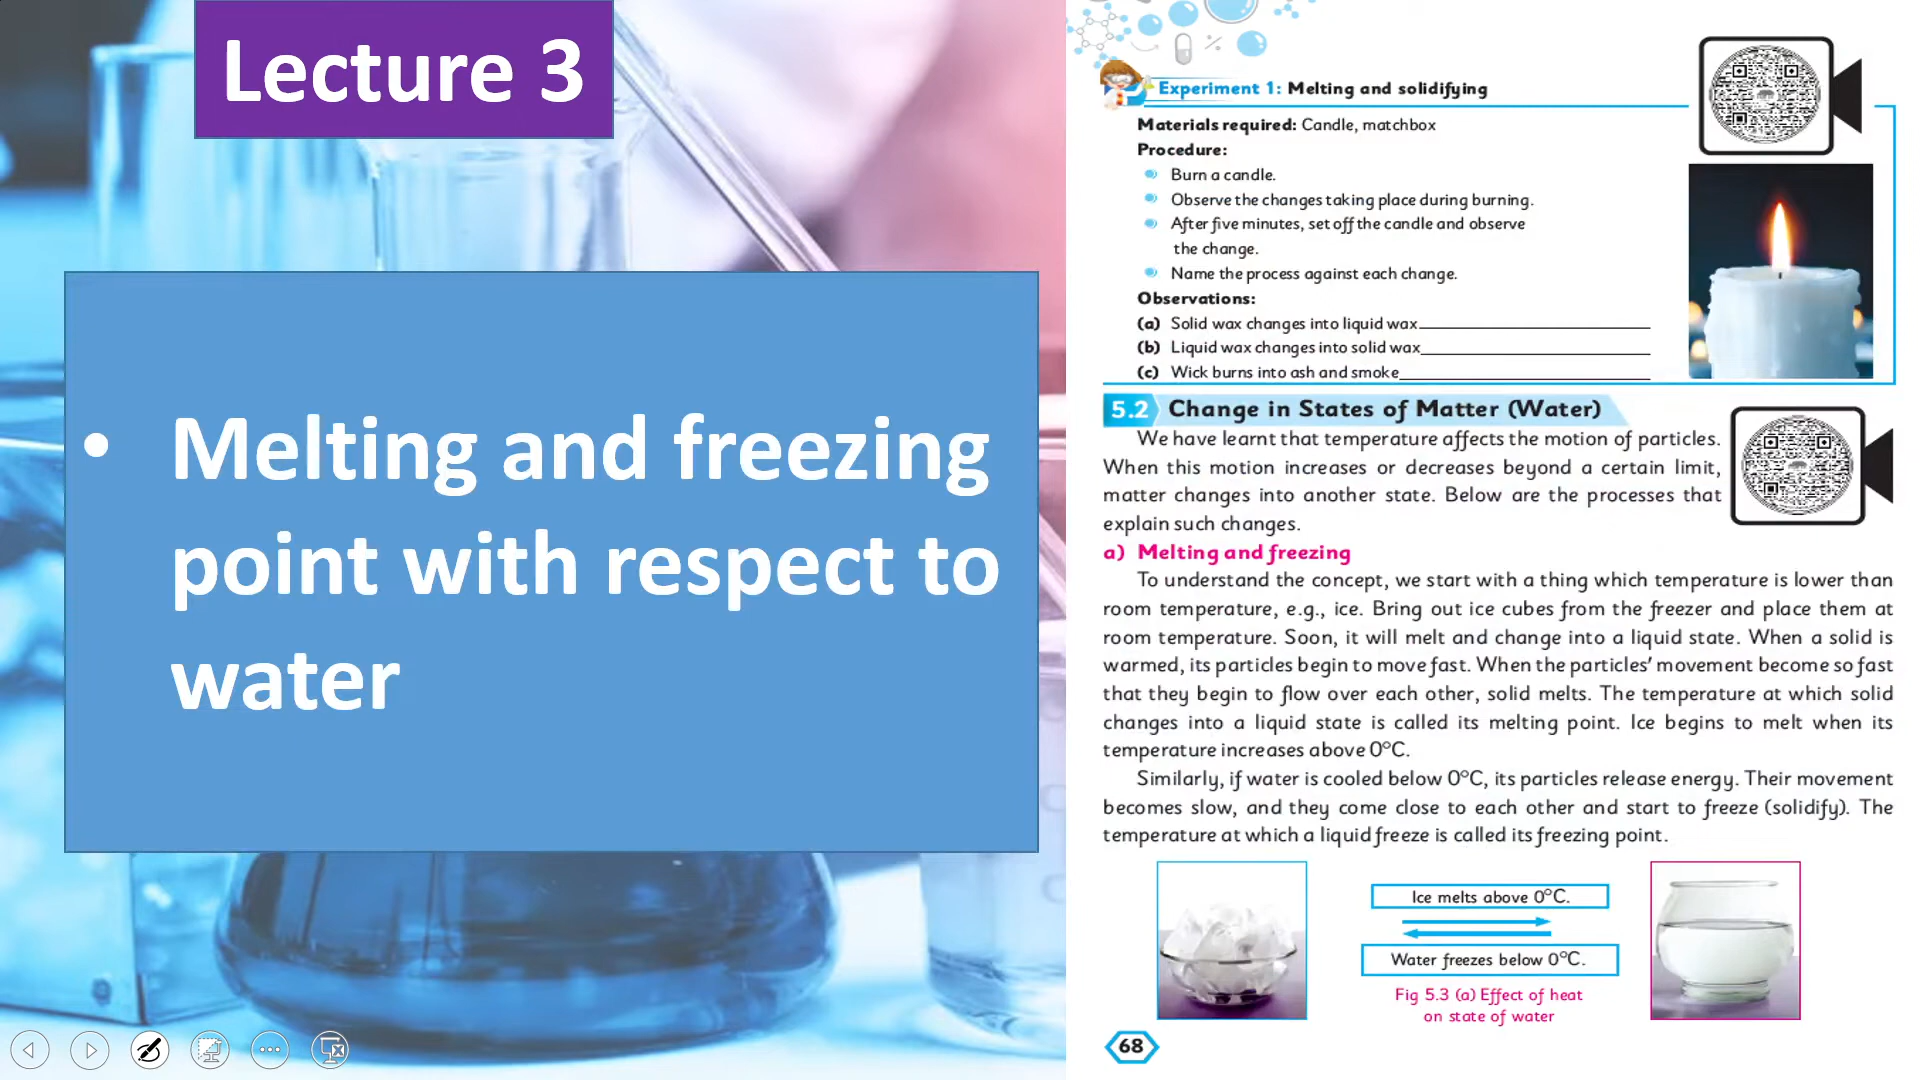 Lecture 3
• Melting and freezing
point with respect to
water
Experiment 1: Melting and solidifying
Materials required: Candle, matchbox
Procedure:
Burn a candle.
Observe the changes taking place during burning.
After five minutes, set off the candle and observe
the change.
Name the process against each change.
Observations:
(a) Solid wax changes into liquid wax
(b) Liquid wax changes into solid wax
(c) Wick burns into ash and smoke
5.2 Change in States of Matter (Water)
We have learnt that temperature affects the motion of particles.
When this motion increases or decreases beyond a certain limit,
matter changes into another state. Below are the processes that
explain such changes.
a) Melting and freezing
To understand the concept, we start with a thing which temperature is lower than
room temperature, e.g., ice. Bring out ice cubes from the freezer and place them at
room temperature. Soon, it will melt and change into a liquid state. When a solid is
warmed, its particles begin to move fast. When the particles' movement become so fast
that they begin to flow over each other, solid melts. The temperature at which solid
changes into a liquid state is called its melting point. Ice begins to melt when its
temperature increases above 0°C.
Similarly, if water is cooled below 0°C, its particles release energy. Their movement
becomes slow, and they come close to each other and start to freeze (solidify). The
temperature at which a liquid freeze is called its freezing point.
Ice melts above 0°C.
Water freezes below 0°C.
Fig 5.3 (a) Effect of heat
on state of water
68